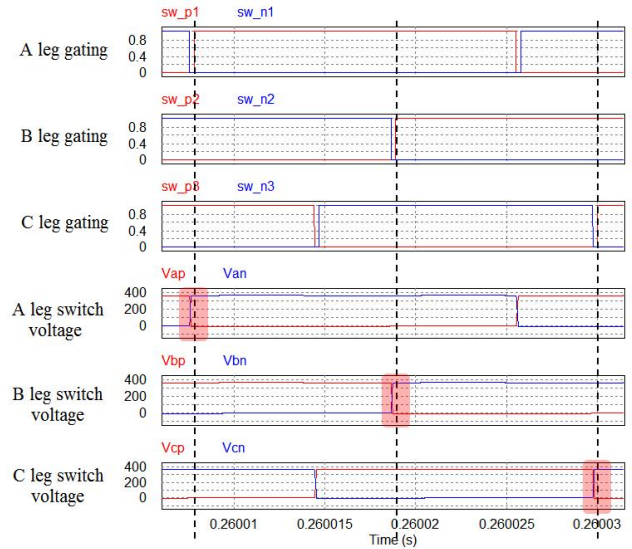 sw_p1 sw_n1
A leg gating
0.8
0.4
0
sw_p2 sw_n2
B leg gating
0.8
0.4
0
sw_p3 sw_n3
C leg gating
0.8
0.4
0
Vap Van
A leg switch
voltage
400
200
0
Vbp Vbn
B leg switch
voltage
400
200
0
Vcp Vcn
C leg switch
voltage
400
200
0
0.26001 0.260015 0.26002 0.260025 0.26003
Time (s)